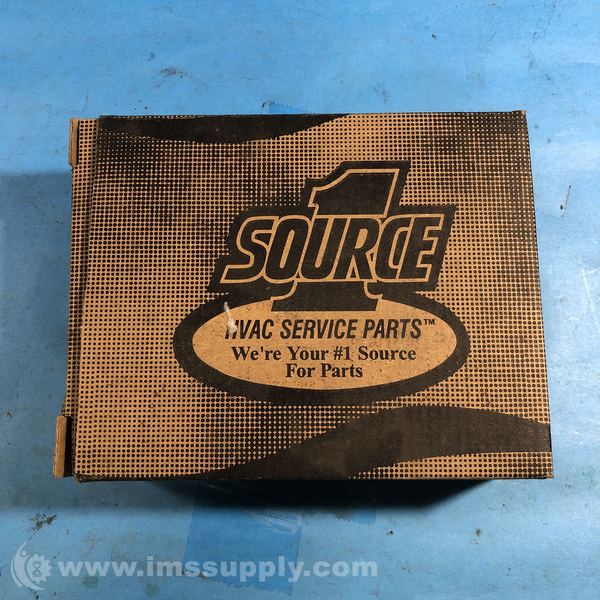 1
SOURCE
HVAC SERVICE PARTS™
We're Your #1 Source
For Parts
www.imssupply.com